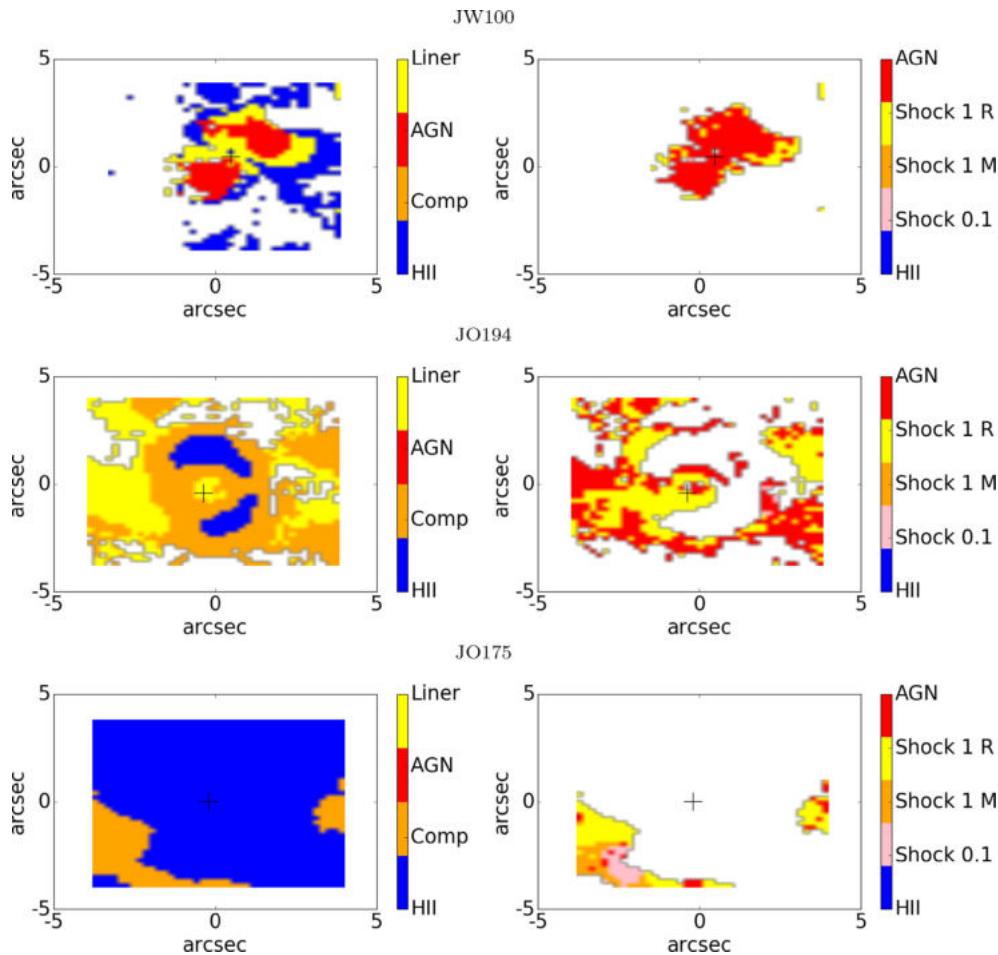 JW100
5
0
-5
-5
0
5
arcsec
arcsec
Liner
AGN
Comp
HII
5
0
-5
-5
0
5
arcsec
arcsec
AGN
Shock 1 R
Shock 1 M
Shock 0.1
HII
JO194
5
0
-5
-5
0
5
arcsec
arcsec
Liner
AGN
Comp
HII
5
0
-5
-5
0
5
arcsec
arcsec
AGN
Shock 1 R
Shock 1 M
Shock 0.1
HII
JO175
5
0
-5
-5
0
5
arcsec
arcsec
Liner
AGN
Comp
HII
5
0
-5
-5
0
5
arcsec
arcsec
AGN
Shock 1 R
Shock 1 M
Shock 0.1
HII